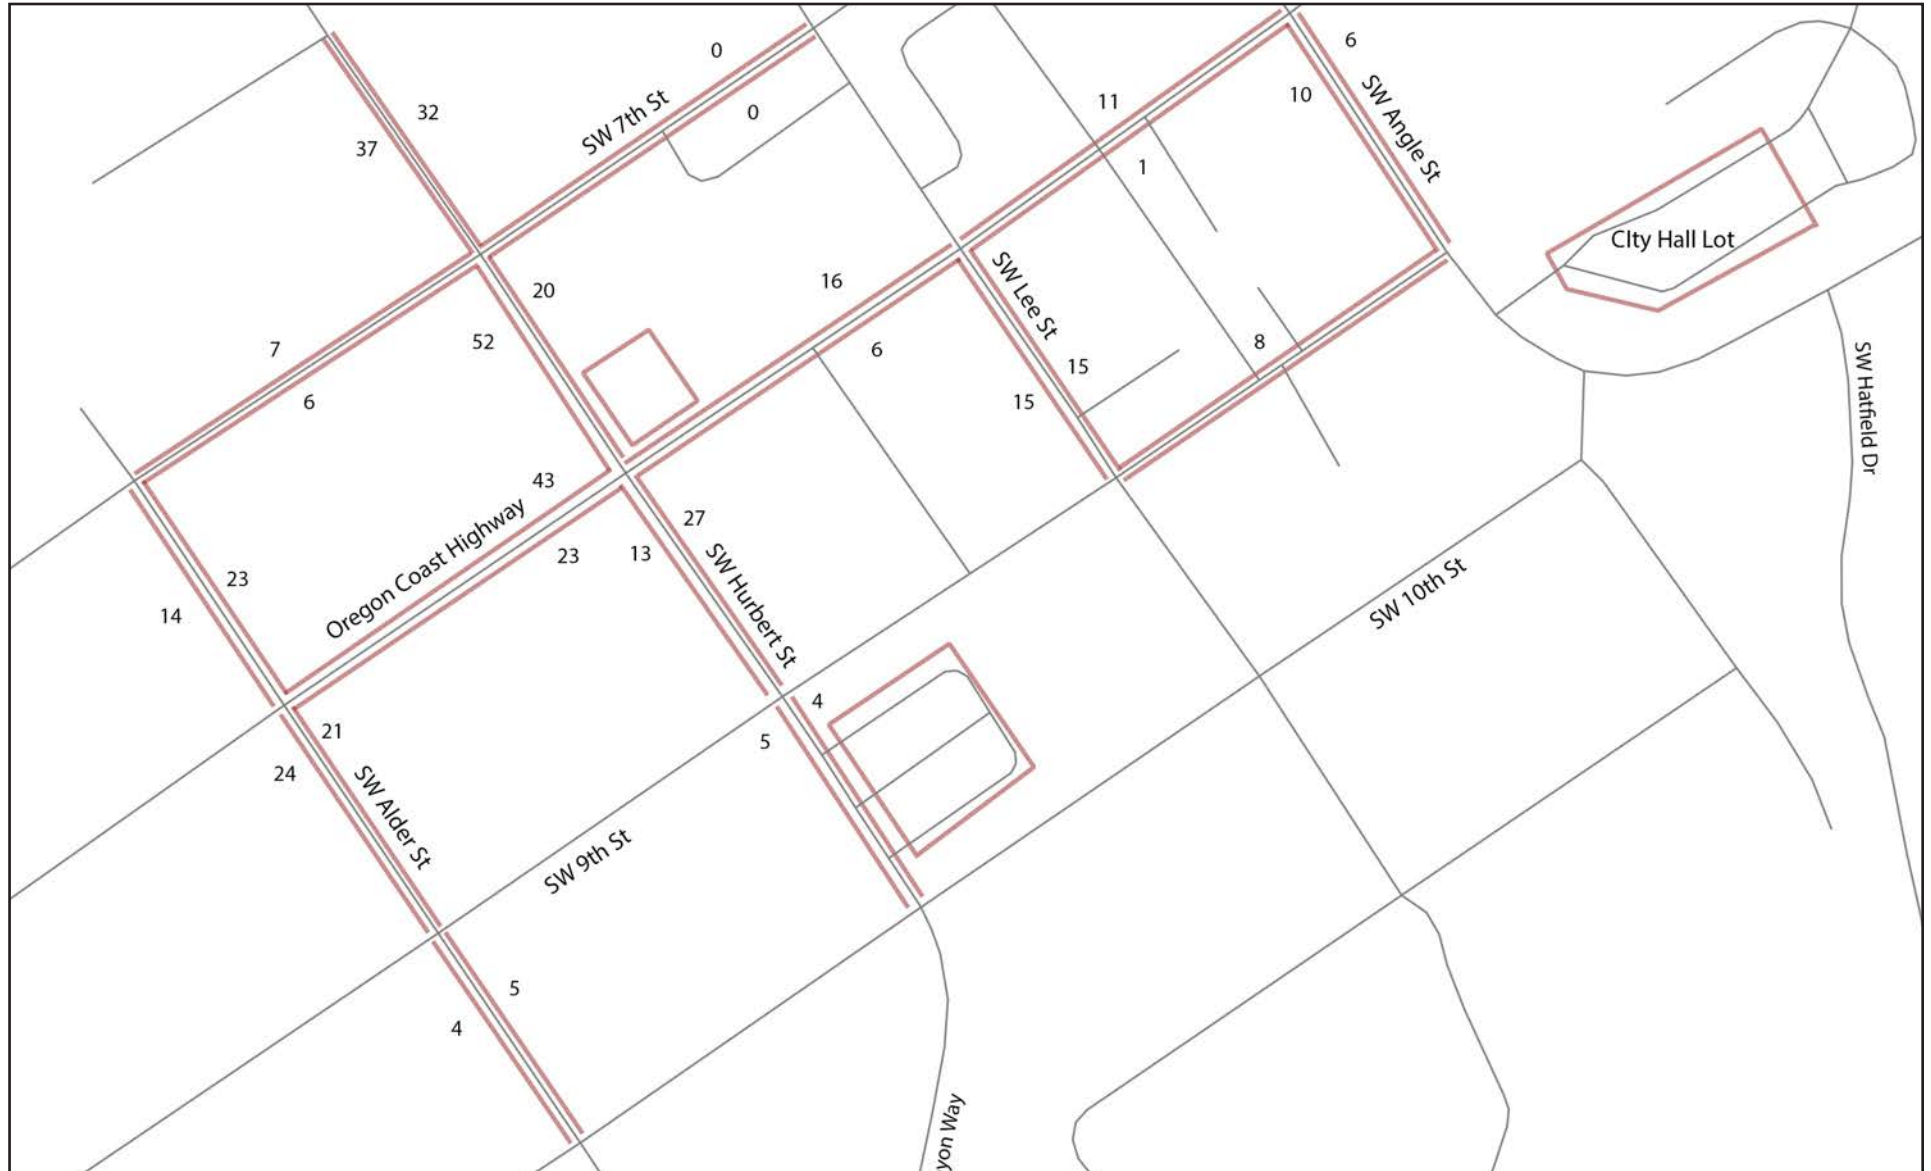 0
6
SW 7th St
0
32
37
11
10
SW Angle St
1
CIty Hall Lot
20
16
SW Lee St
52
7
6
6
8
15
15
SW Hatfield Dr
43
Oregon Coast Highway
23
27
13
SW Hurbert St
23
14
SW 10th St
4
5
21
24
SW Alder St
SW 9th St
5
4
yon Way